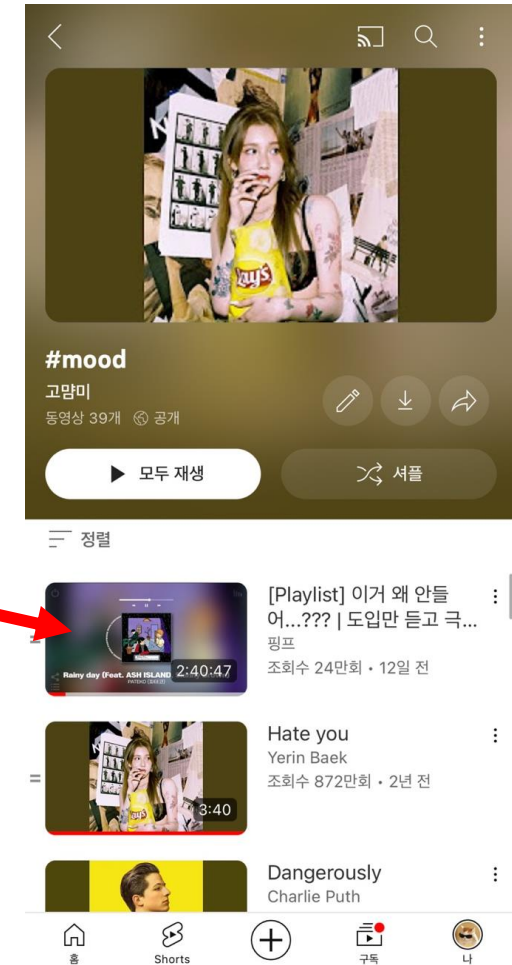 Lays
#mood
고먐미
동영상 39개 공개
모두 재생
셔플
정렬
[Playlist] 이거 왜 안들
어...??? | 도입만 듣고 극...
핑프
조회수 24만회 • 12일 전
Rainy day (Feat. ASH ISLAND
2:40:47
Hate you
Yerin Baek
조회수 872만회 • 2년 전
3:40
Dangerously
Charlie Puth
홈
Shorts
구독
나